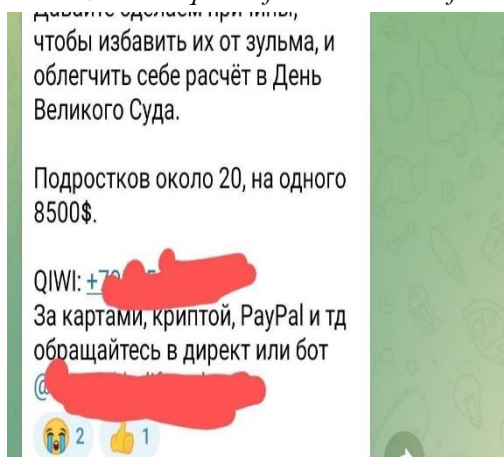 чтобы избавить их от зульма, и
облегчить себе расчёт в День
Великого Суда.
Подростков около 20, на одного
8500$.
QIWI:
За картами, криптой, PayPal и тд
обращайтесь в директ или бот
@
2 1